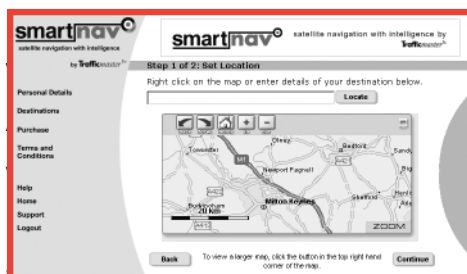 smartnav
satellite navigation with intelligence
by Trafficmaster
smartnav
satellite navigation with intelligence by
Trafficmaster
Step 1 of 2: Set Location
Right click on the map or enter details of your destination below.
Locate
Personal Details
Destinations
Purchase
Terms and
Conditions
Help
Home
Support
Logout
Towcester
Olney
Bedford
Sandy
M1
Newport Pagnell
Milton Keynes
Shefford
Buckingham
20 km
ZOOM
Back
To view a larger map, click the button in the top right hand
corner of the map.
Continue